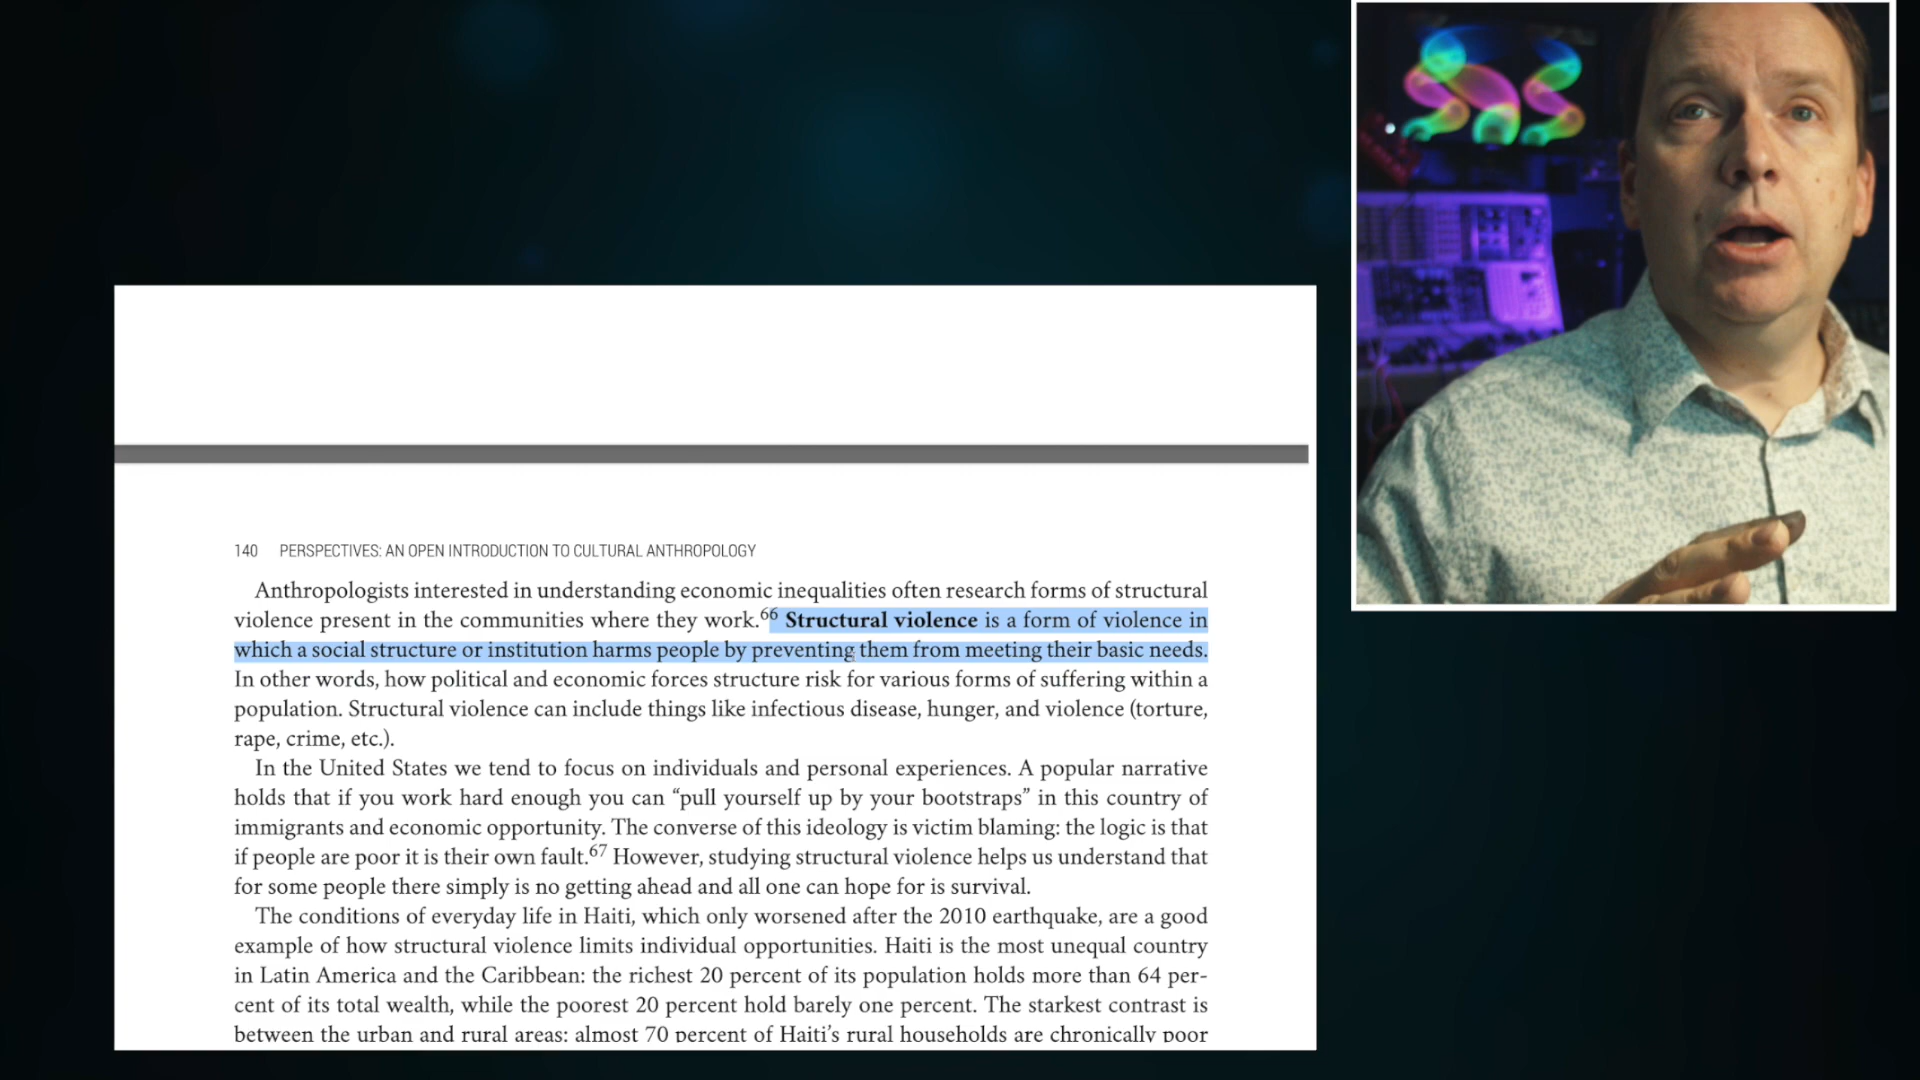 140 PERSPECTIVES: AN OPEN INTRODUCTION TO CULTURAL ANTHROPOLOGY
Anthropologists interested in understanding economic inequalities often research forms of structural
violence present in the communities where they work.66 Structural violence is a form of violence in
which a social structure or institution harms people by preventing them from meeting their basic needs.
In other words, how political and economic forces structure risk for various forms of suffering within a
population. Structural violence can include things like infectious disease, hunger, and violence (torture,
rape, crime, etc.).
In the United States we tend to focus on individuals and personal experiences. A popular narrative
holds that if you work hard enough you can “pull yourself up by your bootstraps” in this country of
immigrants and economic opportunity. The converse of this ideology is victim blaming: the logic is that
if people are poor it is their own fault.67 However, studying structural violence helps us understand that
for some people there simply is no getting ahead and all one can hope for is survival.
The conditions of everyday life in Haiti, which only worsened after the 2010 earthquake, are a good
example of how structural violence limits individual opportunities. Haiti is the most unequal country
in Latin America and the Caribbean: the richest 20 percent of its population holds more than 64 per-
cent of its total wealth, while the poorest 20 percent hold barely one percent. The starkest contrast is
between the urban and rural areas: almost 70 percent of Haiti’s rural households are chronically poor